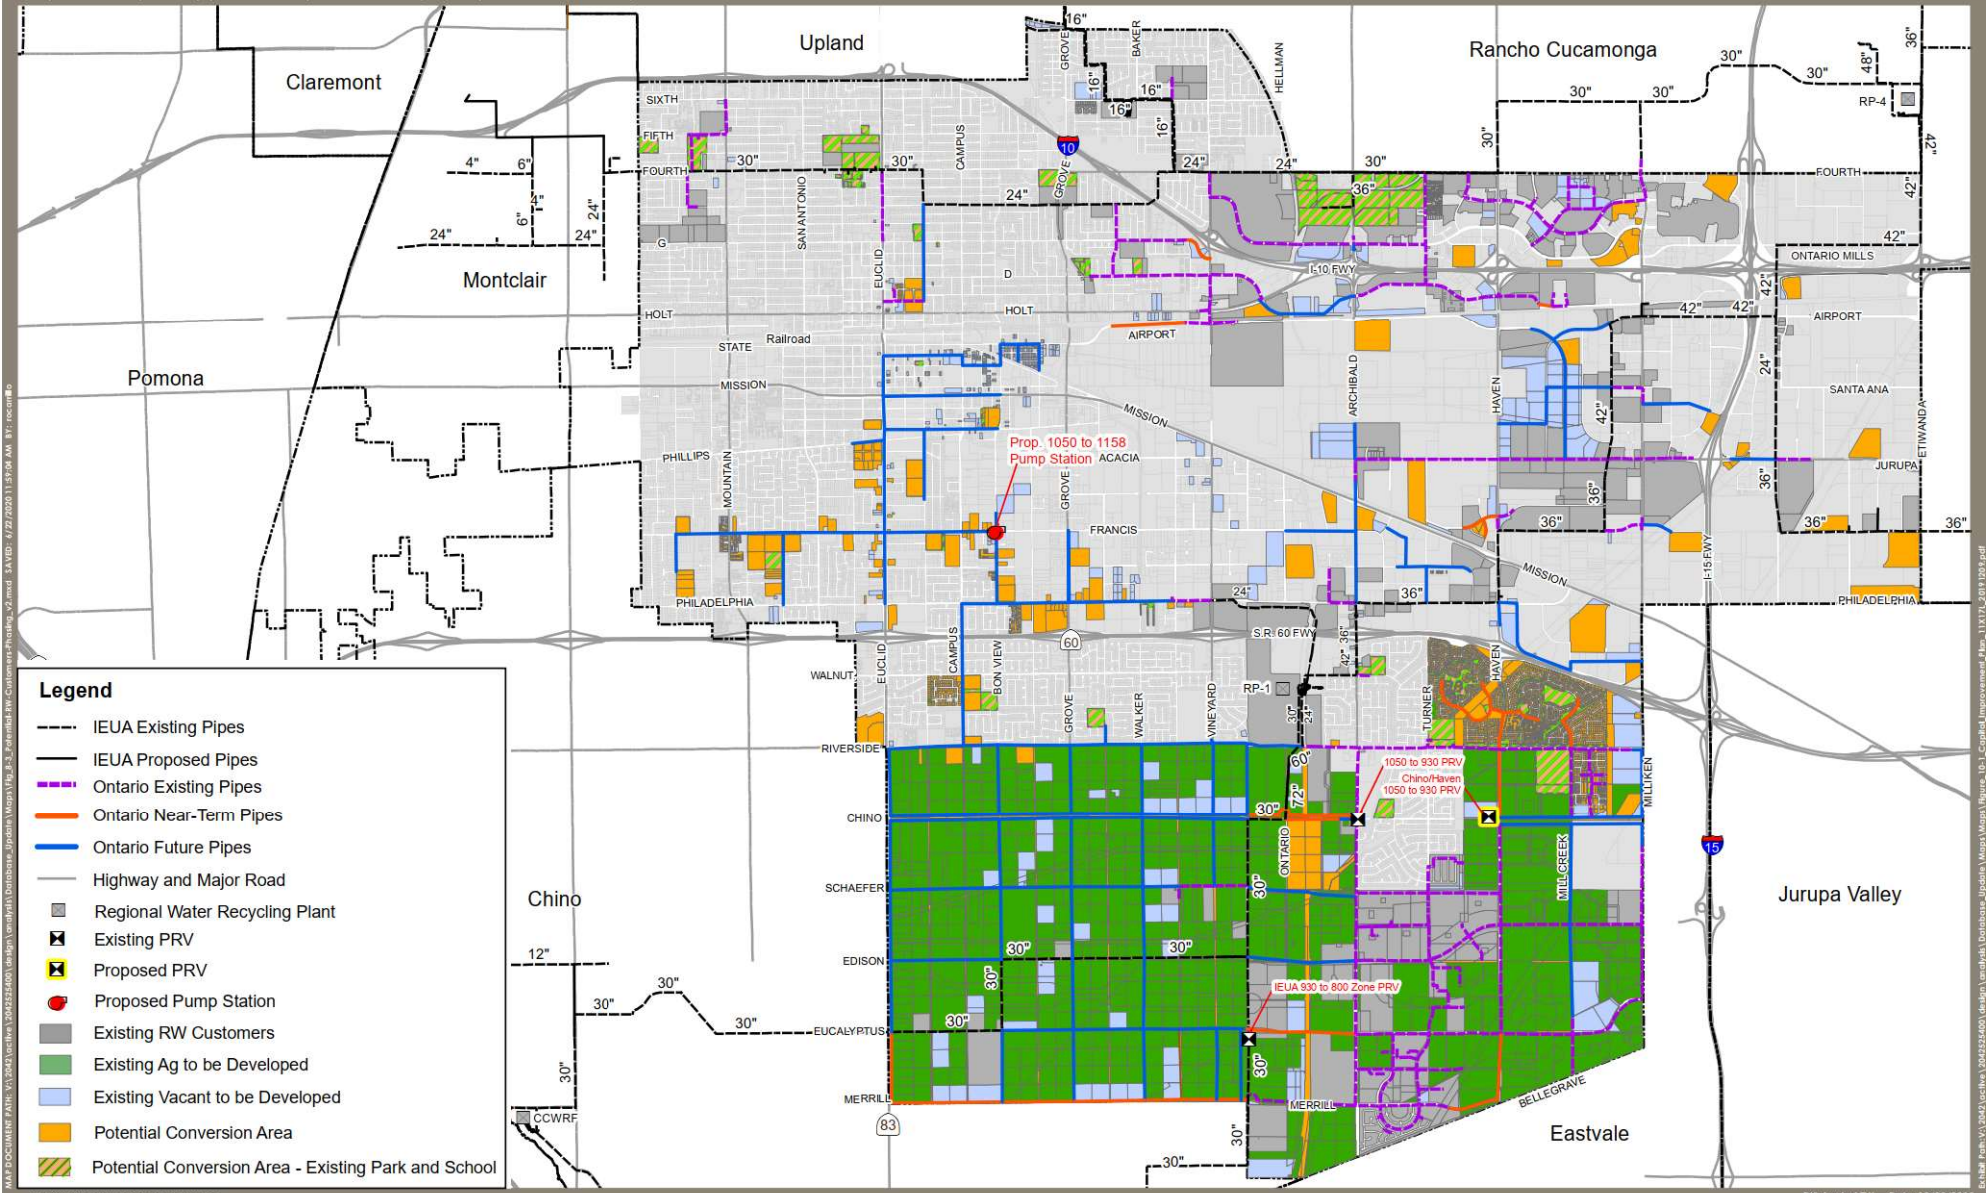 Upland
Rancho Cucamonga
Claremont
Montclair
Pomona
Chino
Jurupa Valley
Eastvale
SIXTH
FIFTH
FOURTH
G
HOLT
STATE
Railroad
MISSION
PHILLIPS
MOUNTAIN
PHILADELPHIA
SAN ANTONIO
EUCLID
CAMPUS
GROVE
BAKER
HELLMAN
16"
16"
16"
16"
16"
10
GROVE
D
HOLT
AIRPORT
MISSION
ACACIA
GROVE
FRANCIS
Prop. 1050 to 1158
Pump Station
30"
30"
24"
24"
24"
30"
36"
4"
6"
4"
6"
24"
24"
24"
30"
30"
30"
30"
30"
48"
36"
RP-4
42"
42"
FOURTH
42"
ONTARIO MILLS
I-10 FWY
42"
42"
42"
AIRPORT
24"
SANTA ANA
ETIWANDA
ARCHIBALD
HAVEN
42"
36"
36"
36"
JURUPA
36"
36"
I-15 FWY
MISSION
PHILADELPHIA
24"
36"
S.R. 60 FWY
60
36"
42"
WALNUT
EUCLID
CAMPUS
BON VIEW
GROVE
WALKER
VINEYARD
RP-1
30"
24"
TURNER
HAVEN
MILLIKEN
RIVERSIDE
60"
72"
30"
1050 to 930 PRV
Chino/Haven
1050 to 930 PRV
CHINO
ONTARIO
SCHAEFER
30"
MILL CREEK
15
EDISON
30"
30"
30"
30"
IEUA 930 to 800 Zone PRV
EUCALYPTUS
30"
MERRILL
MERRILL
BELLEGRAVE
83
30"
30"
12"
30"
30"
30"
30"
CCWRF
Legend
IEUA Existing Pipes
IEUA Proposed Pipes
Ontario Existing Pipes
Ontario Near-Term Pipes
Ontario Future Pipes
Highway and Major Road
Regional Water Recycling Plant
Existing PRV
Proposed PRV
Proposed Pump Station
Existing RW Customers
Existing Ag to be Developed
Existing Vacant to be Developed
Potential Conversion Area
Potential Conversion Area - Existing Park and School